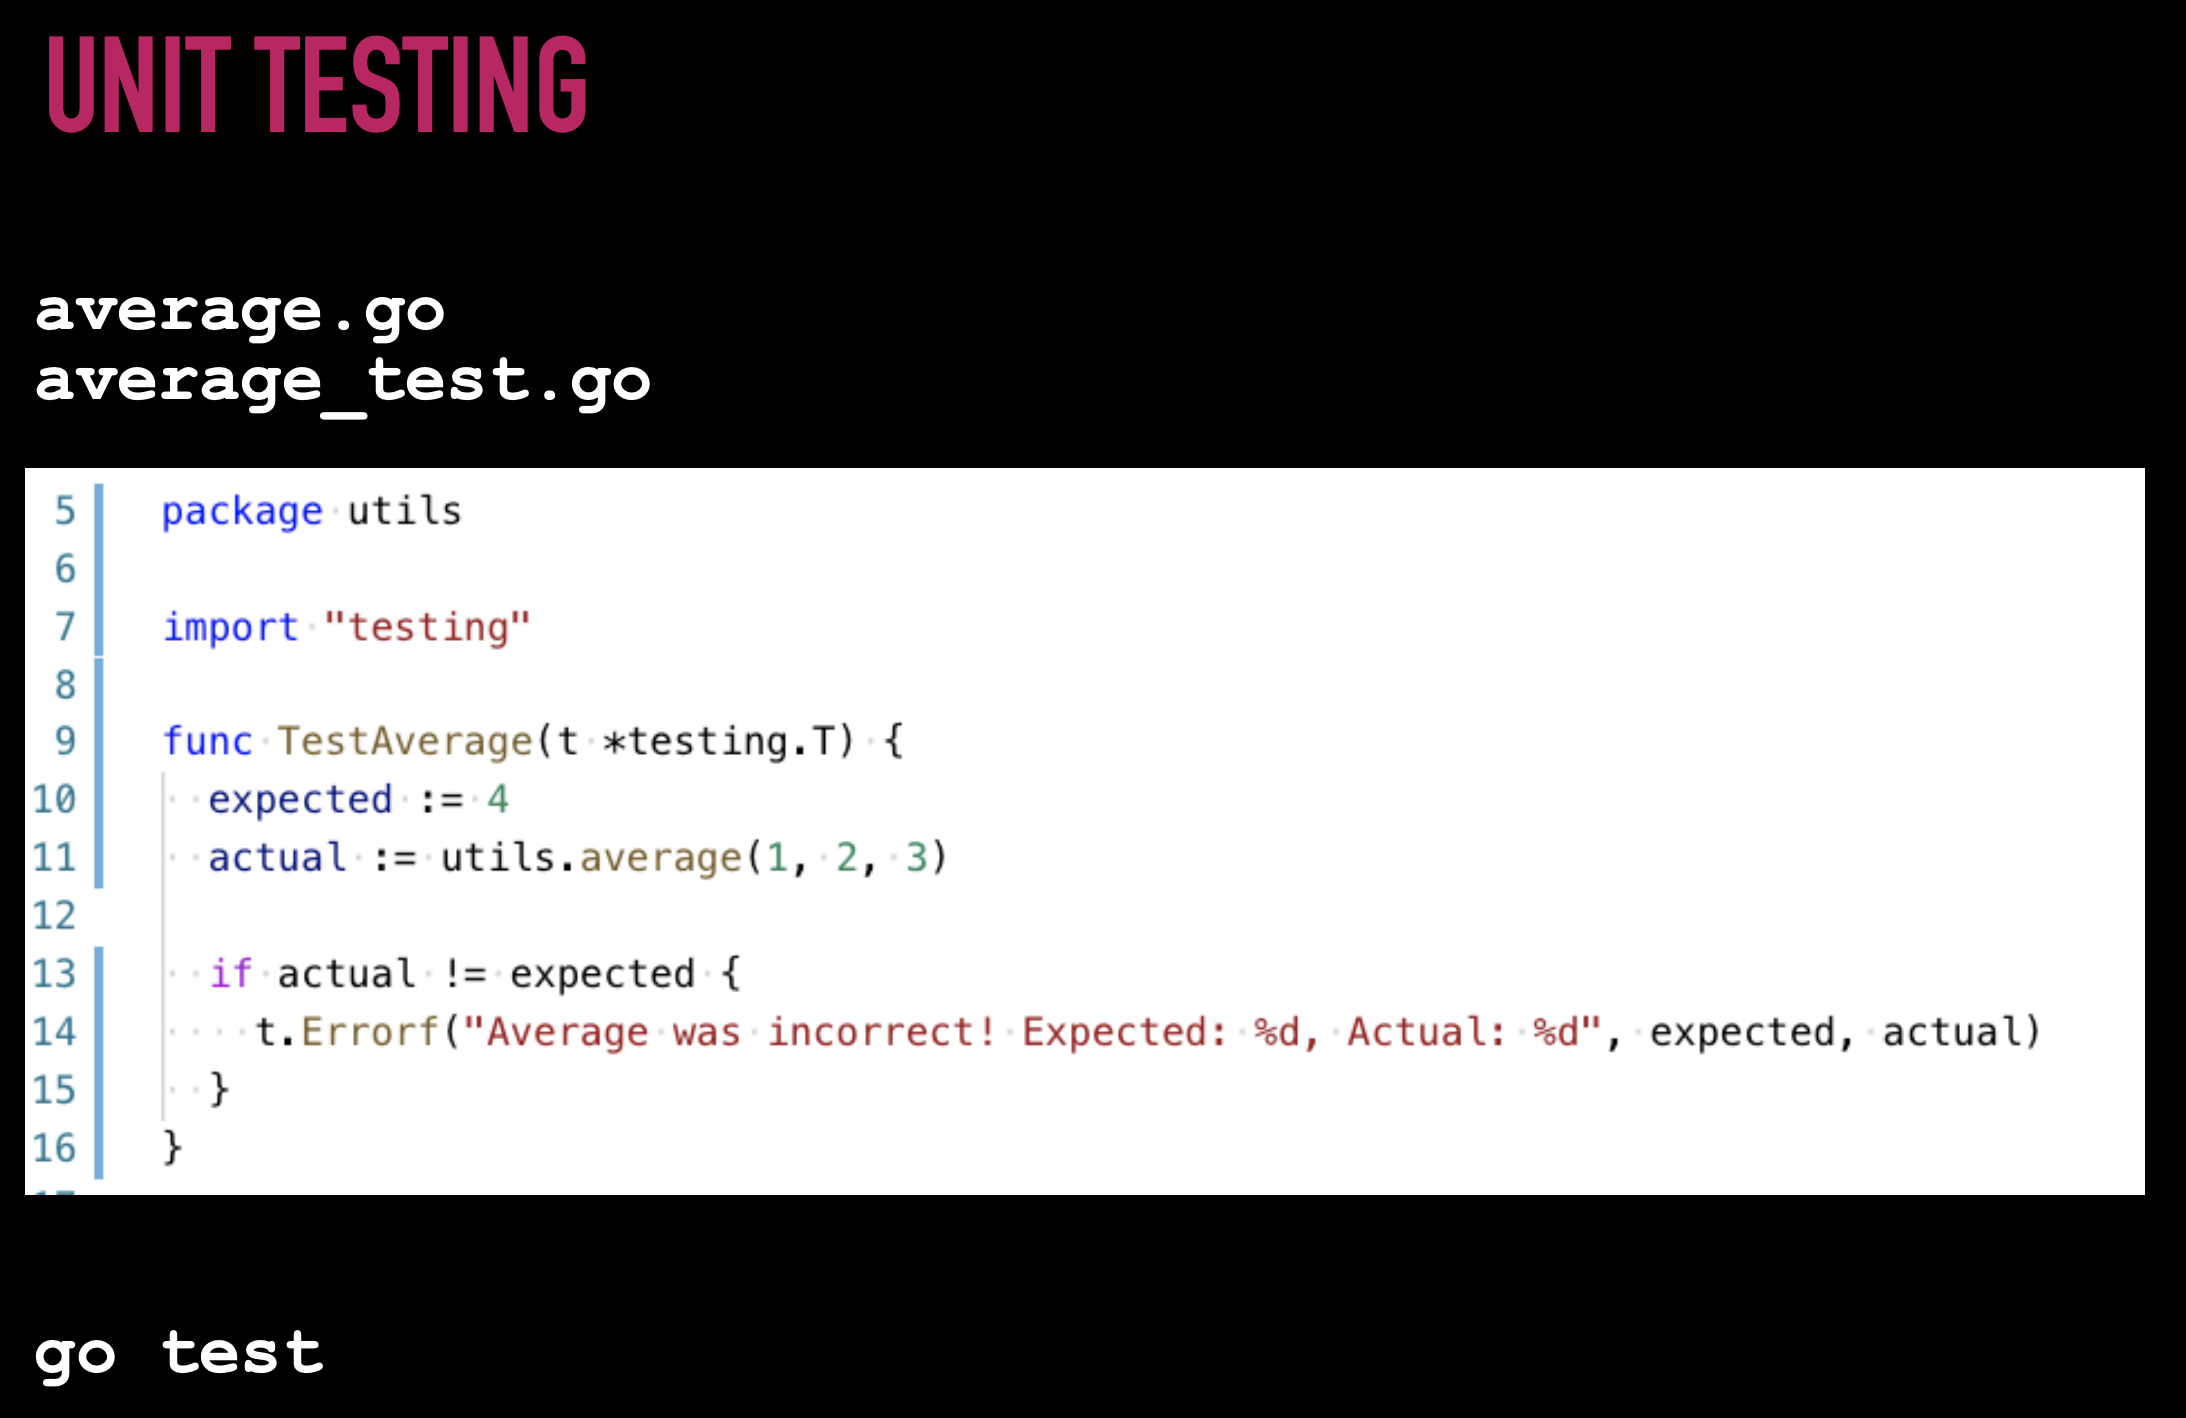 UNIT TESTING
average.go
average_test.go
5 package utils
6
7 import "testing"
8
9 func TestAverage(t *testing.T) {
10 expected := 4
11 actual := utils.average(1, 2, 3)
12
13 if actual != expected {
14 t.Errorf("Average was incorrect! Expected: %d, Actual: %d", expected, actual)
15 }
16 }
go test